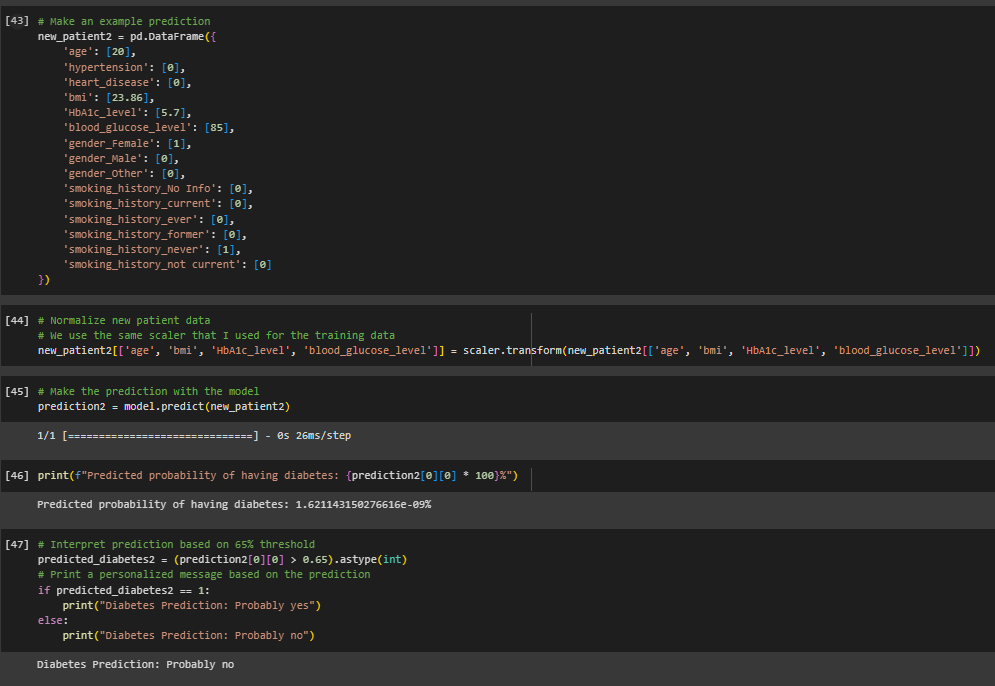 [43] # Make an example prediction
new_patient2 = pd.DataFrame({
    'age': [20],
    'hypertension': [0],
    'heart_disease': [0],
    'bmi': [23.86],
    'HbA1c_level': [5.7],
    'blood_glucose_level': [85],
    'gender_Female': [1],
    'gender_Male': [0],
    'gender_Other': [0],
    'smoking_history_No Info': [0],
    'smoking_history_current': [0],
    'smoking_history_ever': [0],
    'smoking_history_former': [0],
    'smoking_history_never': [1],
    'smoking_history_not current': [0]
})
[44] # Normalize new patient data
# We use the same scaler that I used for the training data
new_patient2[['age', 'bmi', 'HbA1c_level', 'blood_glucose_level']] = scaler.transform(new_patient2[['age', 'bmi', 'HbA1c_level', 'blood_glucose_level']])
[45] # Make the prediction with the model
prediction2 = model.predict(new_patient2)
1/1 [==============================] - 0s 26ms/step
[46] print(f"Predicted probability of having diabetes: {prediction2[0][0] * 100}%")
Predicted probability of having diabetes: 1.621143150276616e-09%
[47] # Interpret prediction based on 65% threshold
predicted_diabetes2 = (prediction2[0][0] > 0.65).astype(int)
# Print a personalized message based on the prediction
if predicted_diabetes2 == 1:
    print("Diabetes Prediction: Probably yes")
else:
    print("Diabetes Prediction: Probably no")
Diabetes Prediction: Probably no